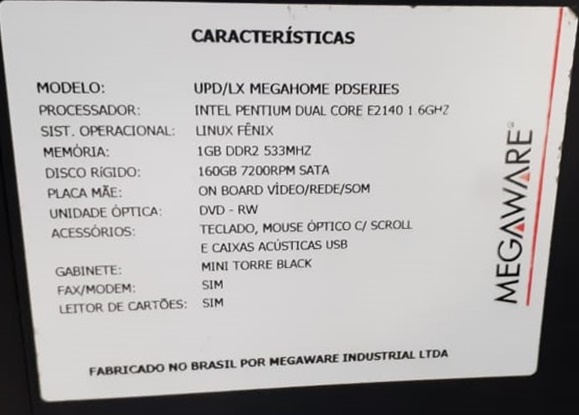 CARACTERÍSTICAS
MODELO: UPD/LX MEGAHOME PDSERIES
PROCESSADOR: INTEL PENTIUM DUAL CORE E2140 1.6GHZ
SIST. OPERACIONAL: LINUX FÊNIX
MEMÓRIA: 1GB DDR2 533MHZ
DISCO RÍGIDO: 160GB 7200RPM SATA
PLACA MÃE: ON BOARD VÍDEO/REDE/SOM
UNIDADE ÓPTICA: DVD - RW
ACESSÓRIOS: TECLADO, MOUSE ÓPTICO C/ SCROLL
E CAIXAS ACÚSTICAS USB
GABINETE: MINI TORRE BLACK
FAX/MODEM: SIM
LEITOR DE CARTÕES: SIM
FABRICADO NO BRASIL POR MEGAWARE INDUSTRIAL LTDA
MEGAWARE®